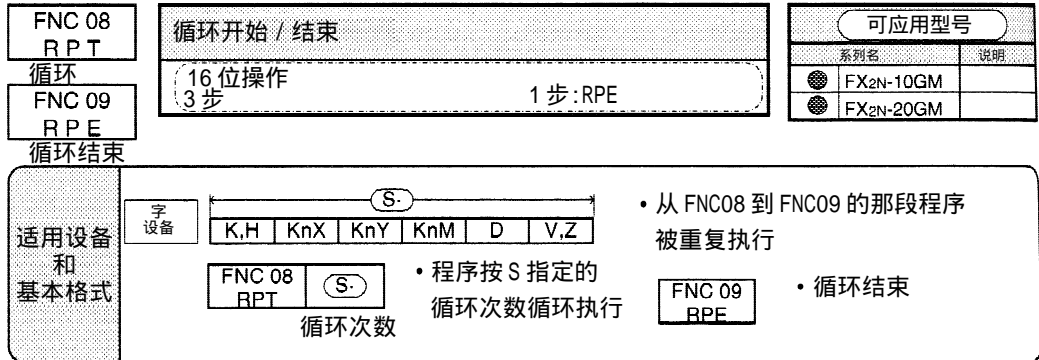 FNC 08
RPT
循环
FNC 09
RPE
循环结束
循环开始 / 结束
16 位操作
3 步
1 步:RPE
可应用型号
系列名 说明
FX2N-10GM
FX2N-20GM
适用设备
和
基本格式
字
设备
S·
K,H KnX KnY KnM D V,Z
FNC 08
RPT
S·
循环次数
• 程序按 S 指定的
循环次数循环执行
• 从 FNC08 到 FNC09 的那段程序
被重复执行
FNC 09
RPE
• 循环结束